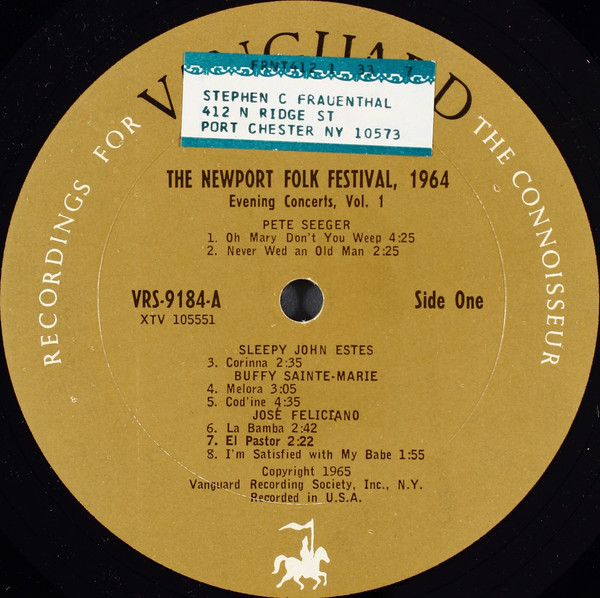 VANGUARD
RECORDINGS FOR
THE CONNOISSEUR
STEPHEN C FRAUENTHAL
412 N RIDGE ST
PORT CHESTER NY 10573
THE NEWPORT FOLK FESTIVAL, 1964
Evening Concerts, Vol. 1
PETE SEEGER
1. Oh Mary Don't You Weep 4:25
2. Never Wed an Old Man 2:25
VRS-9184-A
XTV 105551
Side One
SLEEPY JOHN ESTES
3. Corinna 2:35
BUFFY SAINTE-MARIE
4. Melora 3:05
5. Cod'ine 4:35
JOSÉ FELICIANO
6. La Bamba 2:42
7. El Pastor 2:22
8. I'm Satisfied with My Babe 1:55
Copyright 1965
Vanguard Recording Society, Inc., N.Y.
Recorded in U.S.A.